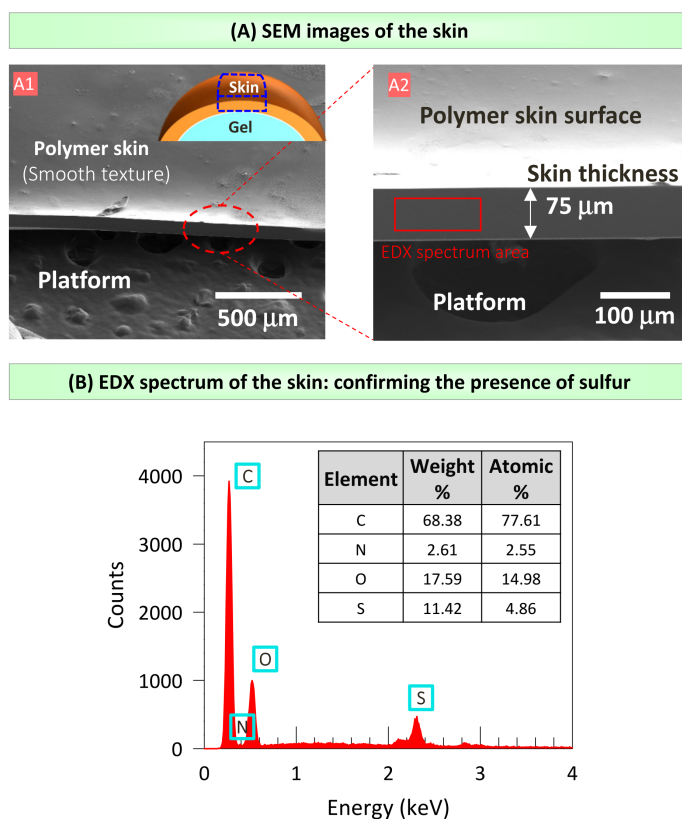 (A) SEM images of the skin
A1
Skin
Gel
Polymer skin
(Smooth texture)
Platform
500 μm
A2
Polymer skin surface
Skin thickness
75 μm
EDX spectrum area
Platform
100 μm
(B) EDX spectrum of the skin: confirming the presence of sulfur
Counts
4000
3000
2000
1000
0
C
O
N
S
Element Weight % Atomic %
C 68.38 77.61
N 2.61 2.55
O 17.59 14.98
S 11.42 4.86
0 1 2 3 4
Energy (keV)